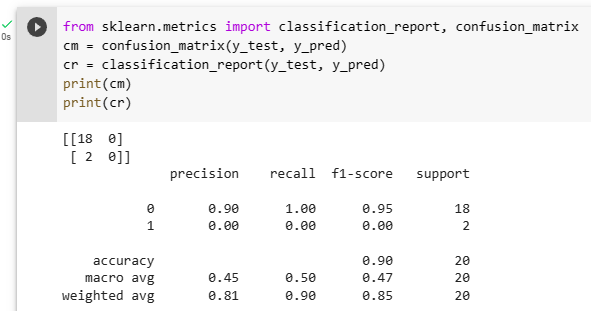 from sklearn.metrics import classification_report, confusion_matrix
cm = confusion_matrix(y_test, y_pred)
cr = classification_report(y_test, y_pred)
print(cm)
print(cr)
0s
[[18  0]
 [ 2  0]]
              precision    recall  f1-score   support

           0       0.90      1.00      0.95        18
           1       0.00      0.00      0.00         2

    accuracy                           0.90        20
   macro avg       0.45      0.50      0.47        20
weighted avg       0.81      0.90      0.85        20